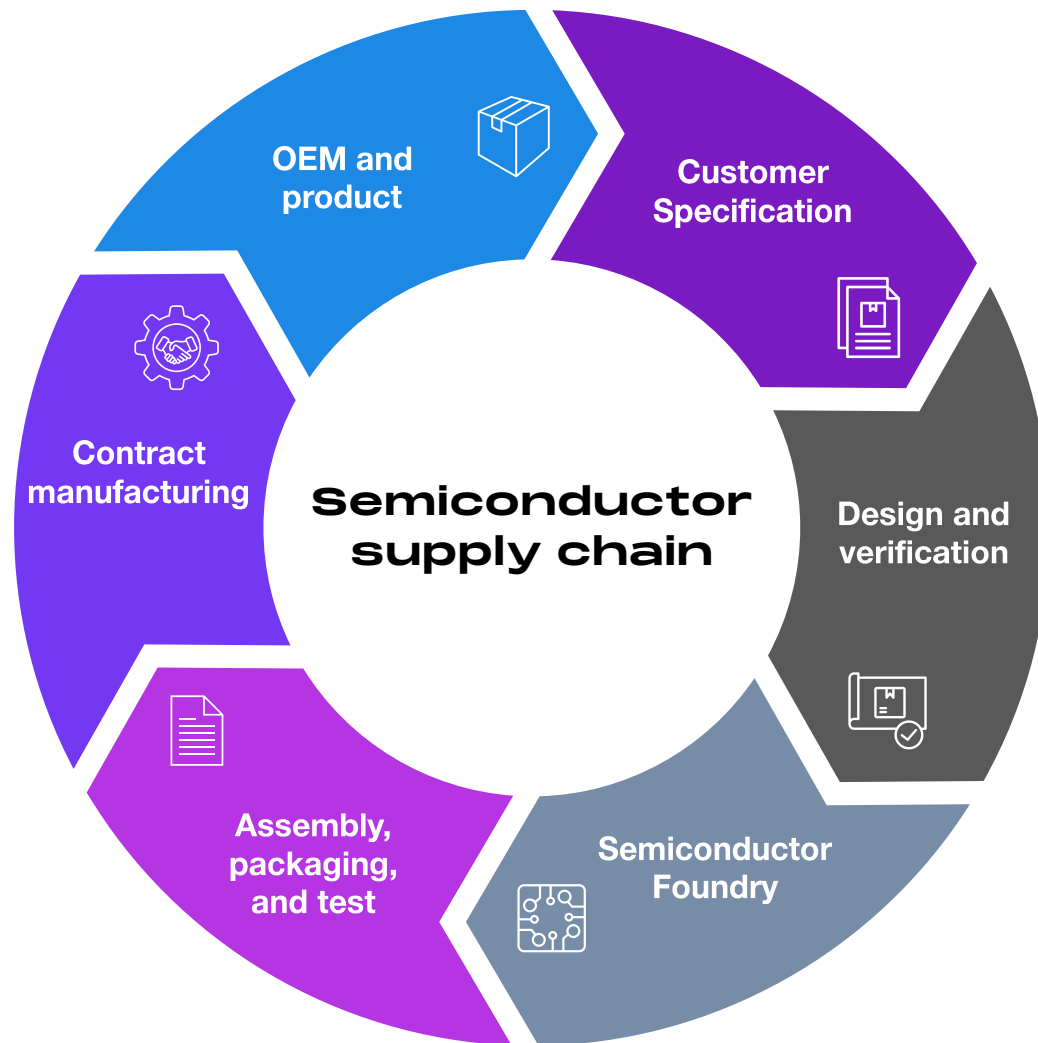 Semiconductor
supply chain
Customer
Specification
Design and
verification
Semiconductor
Foundry
Assembly,
packaging,
and test
Contract
manufacturing
OEM and
product